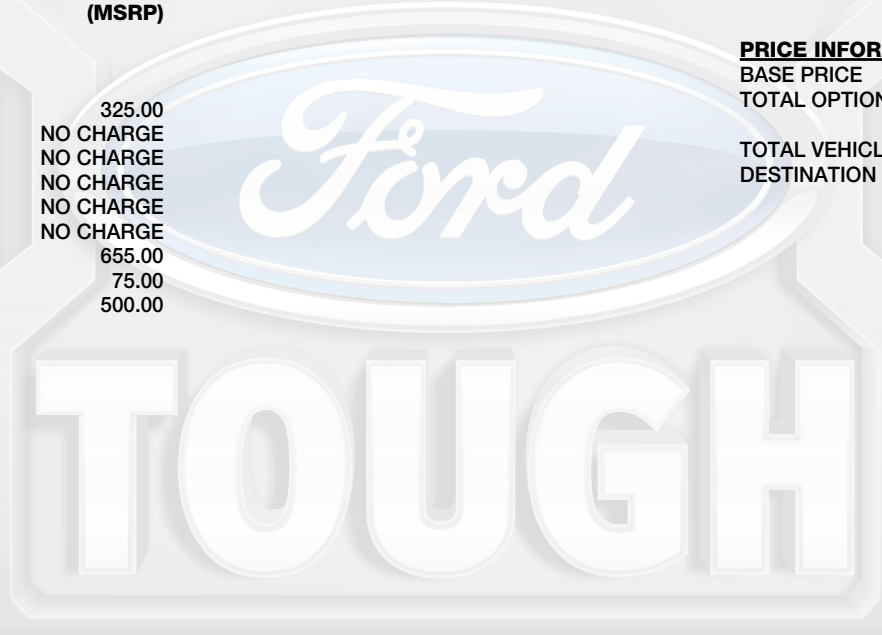 (MSRP)
325.00
NO CHARGE
NO CHARGE
NO CHARGE
NO CHARGE
NO CHARGE
655.00
75.00
500.00
PRICE INFOR
BASE PRICE
TOTAL OPTION
TOTAL VEHICL
DESTINATION
Ford
TOUGH